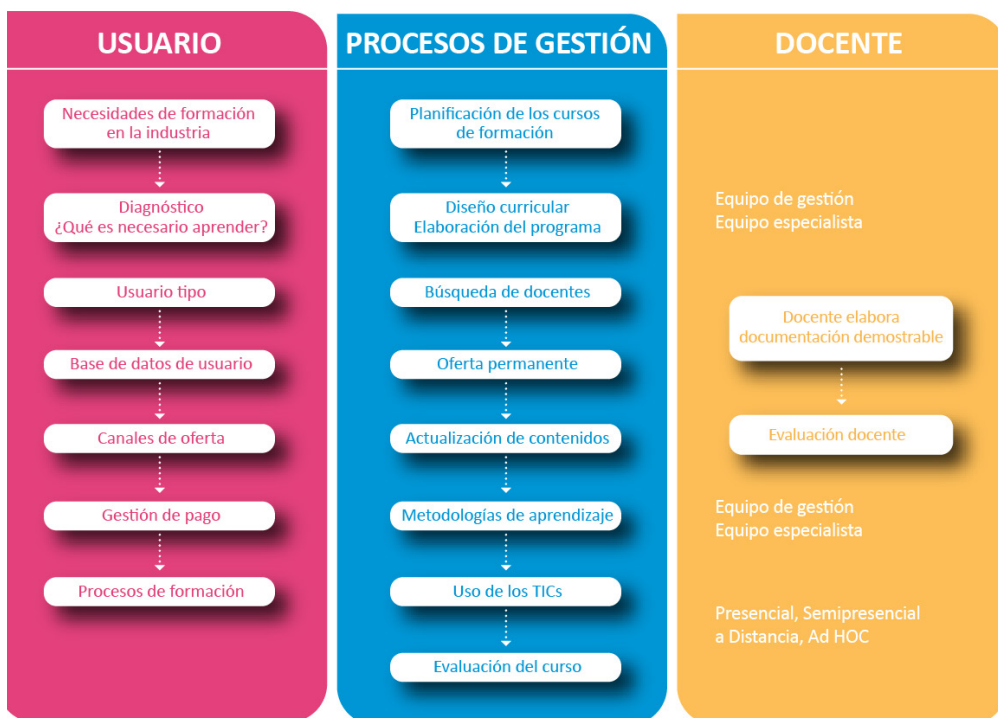 USUARIO
Necesidades de formación
en la industria
Diagnóstico
¿Qué es necesario aprender?
Usuario tipo
Base de datos de usuario
Canales de oferta
Gestión de pago
Procesos de formación
PROCESOS DE GESTIÓN
Planificación de los cursos
de formación
Diseño curricular
Elaboración del programa
Búsqueda de docentes
Oferta permanente
Actualización de contenidos
Metodologías de aprendizaje
Uso de los TICs
Evaluación del curso
DOCENTE
Equipo de gestión
Equipo especialista
Docente elabora
documentación demostrable
Evaluación docente
Equipo de gestión
Equipo especialista
Presencial, Semipresencial
a Distancia, Ad HOC